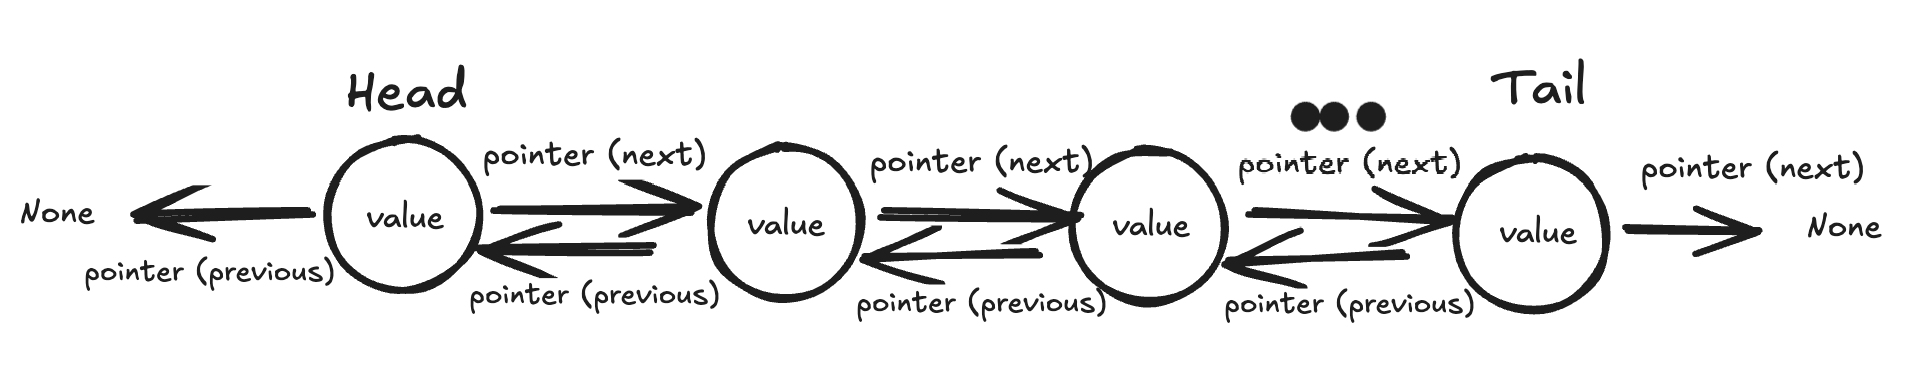 Head
Tail
pointer (next)
pointer (next)
pointer (next)
pointer (next)
None
value
value
value
value
None
pointer (previous)
pointer (previous)
pointer (previous)
pointer (previous)